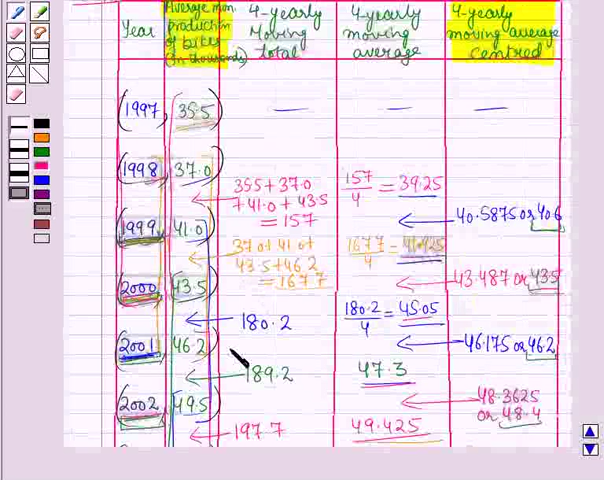 Year
Average mon.
production
of bikes
(in thousands)
4-yearly
Moving
total
4-yearly
moving
average
4-yearly
moving average
centred
1997 35.5 — — —
1998 37.0
35.5 + 37.0
+ 41.0 + 43.5
= 157
157/4 = 39.25
40.5875 or 40.6
1999 41.0
37.0 + 41.0 +
43.5 + 46.2
= 167.7
167.7/4 = 41.925
43.487 or 43.5
2000 43.5
180.2
180.2/4 = 45.05
46.175 or 46.2
2001 46.2
189.2
47.3
48.3625
or 48.4
2002 49.5
197.7
49.425